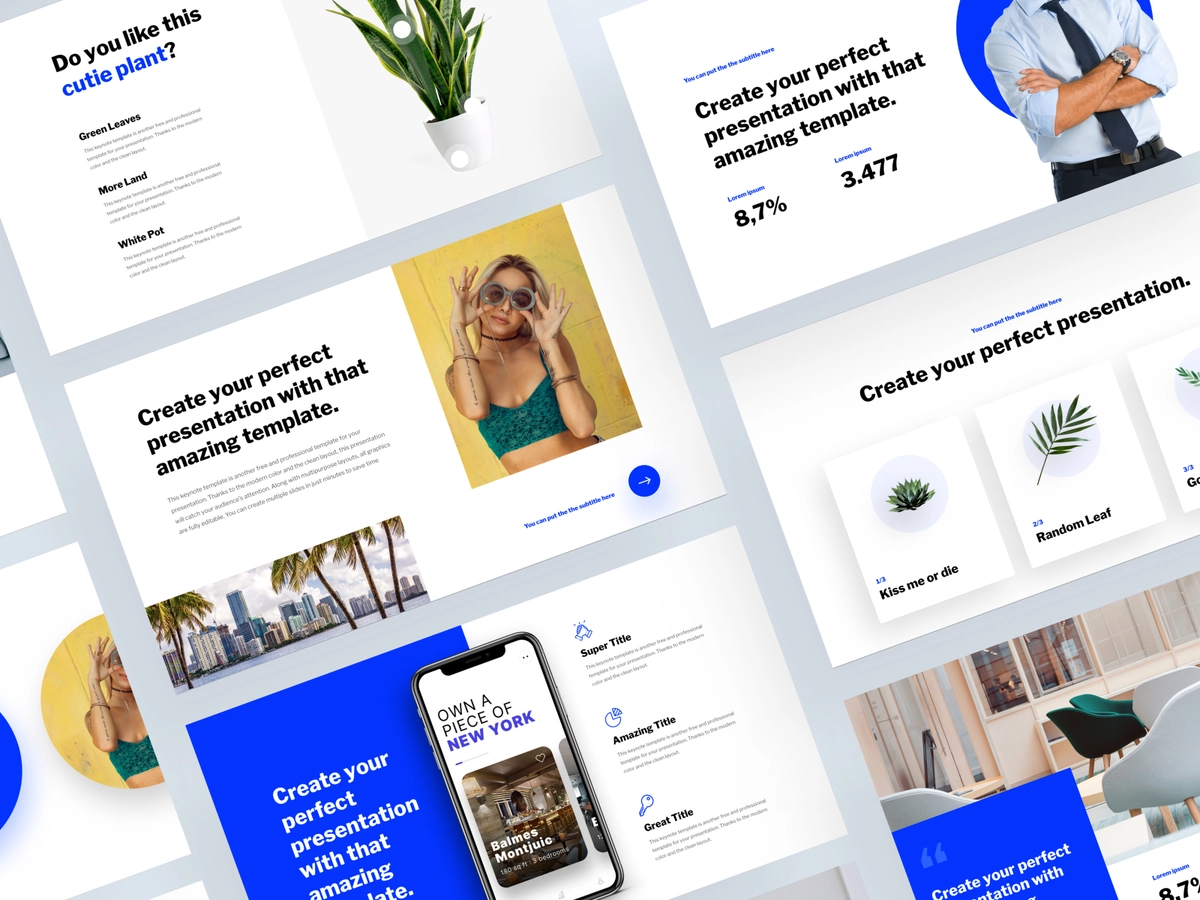 Do you like this
cutie plant?
Green Leaves
This keynote template is another free and professional
template for your presentation. Thanks to the modern
color and the clean layout.
More Land
This keynote template is another free and professional
template for your presentation. Thanks to the modern
color and the clean layout.
White Pot
This keynote template is another free and professional
template for your presentation. Thanks to the modern
color and the clean layout.
You can put the the subtitle here
Create your perfect
presentation with that
amazing template.
Lorem ipsum
8,7%
Lorem ipsum
3.477
Create your perfect
presentation with that
amazing template.
This keynote template is another free and professional template for your
presentation. Thanks to the modern color and the clean layout, this presentation
will catch your audience's attention. Along with multipurpose layouts, all graphics
are fully editable. You can create multiple slides in just minutes to save time
You can put the the subtitle here
You can put the the subtitle here
Create your perfect presentation.
1/3
Kiss me or die
2/3
Random Leaf
3/3
Create your
perfect
presentation
with that
amazing
OWN A
PIECE OF
NEW YORK
Balmes
Montjuic
180 sq ft · 3 bedrooms
Super Title
This keynote template is another free and professional
template for your presentation. Thanks to the modern
color and the clean layout.
Amazing Title
This keynote template is another free and professional
template for your presentation. Thanks to the modern
color and the clean layout.
Great Title
This keynote template is another free and professional
template for your presentation. Thanks to the modern
color and the clean layout.
“
Create your perfect
presentation with
Lorem ipsum
8,7%